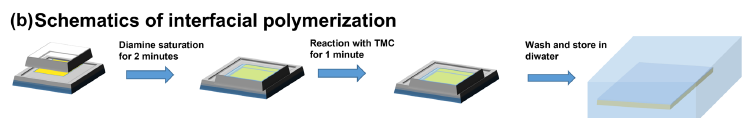 (b)Schematics of interfacial polymerization
Diamine saturation
for 2 minutes
Reaction with TMC
for 1 minute
Wash and store in
diwater